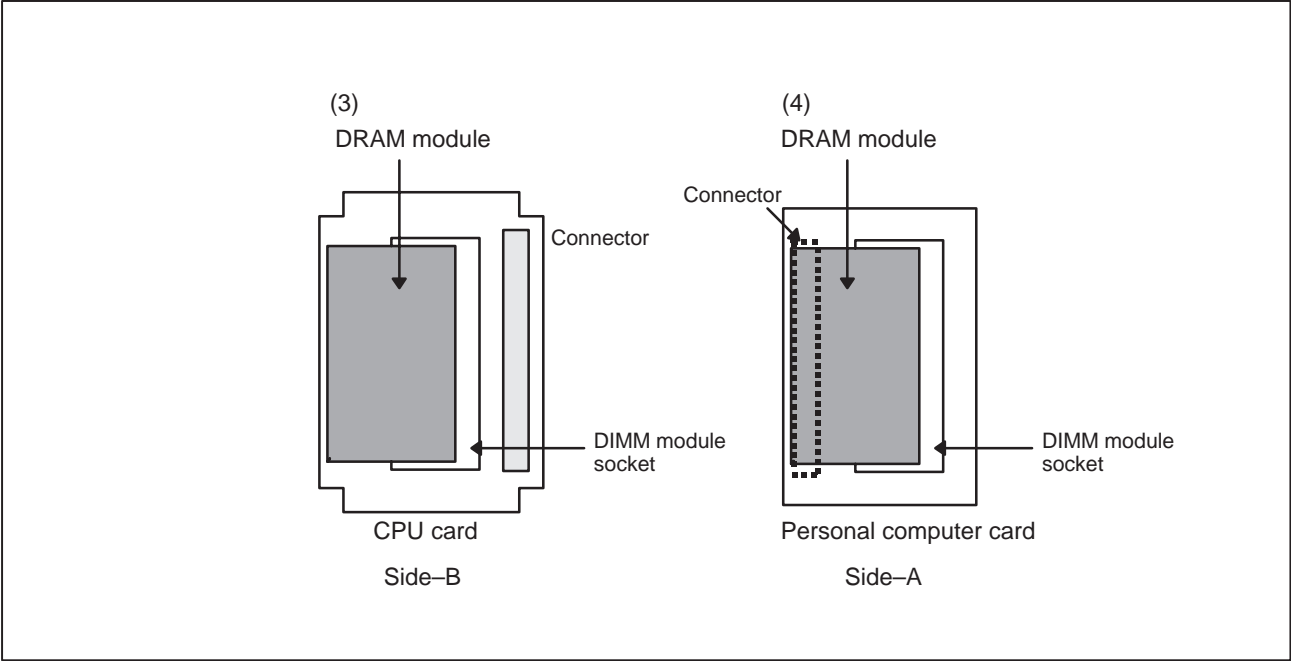 (3)
DRAM module
Connector
DIMM module
socket
CPU card
Side–B
(4)
DRAM module
Connector
DIMM module
socket
Personal computer card
Side–A